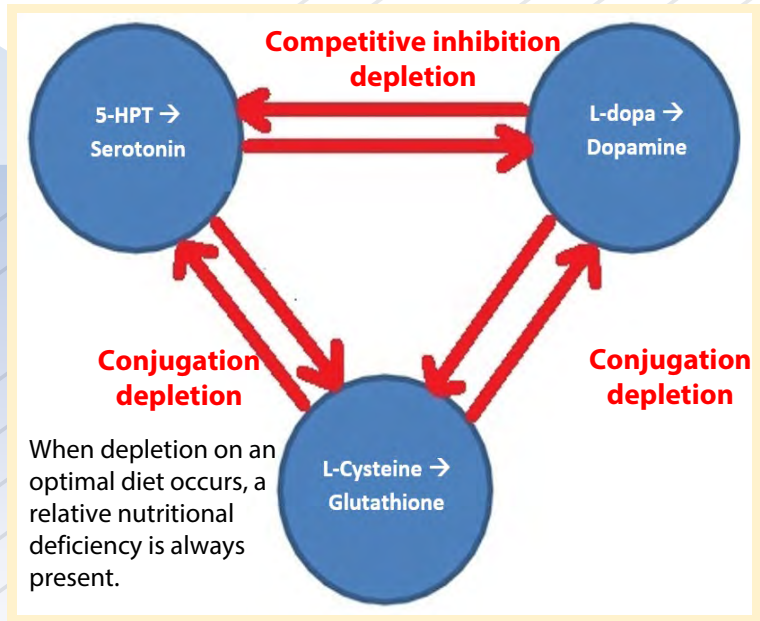 Competitive inhibition
depletion
5-HPT →
Serotonin
L-dopa →
Dopamine
Conjugation
depletion
Conjugation
depletion
When depletion on an
optimal diet occurs, a
relative nutritional
deficiency is always
present.
L-Cysteine →
Glutathione